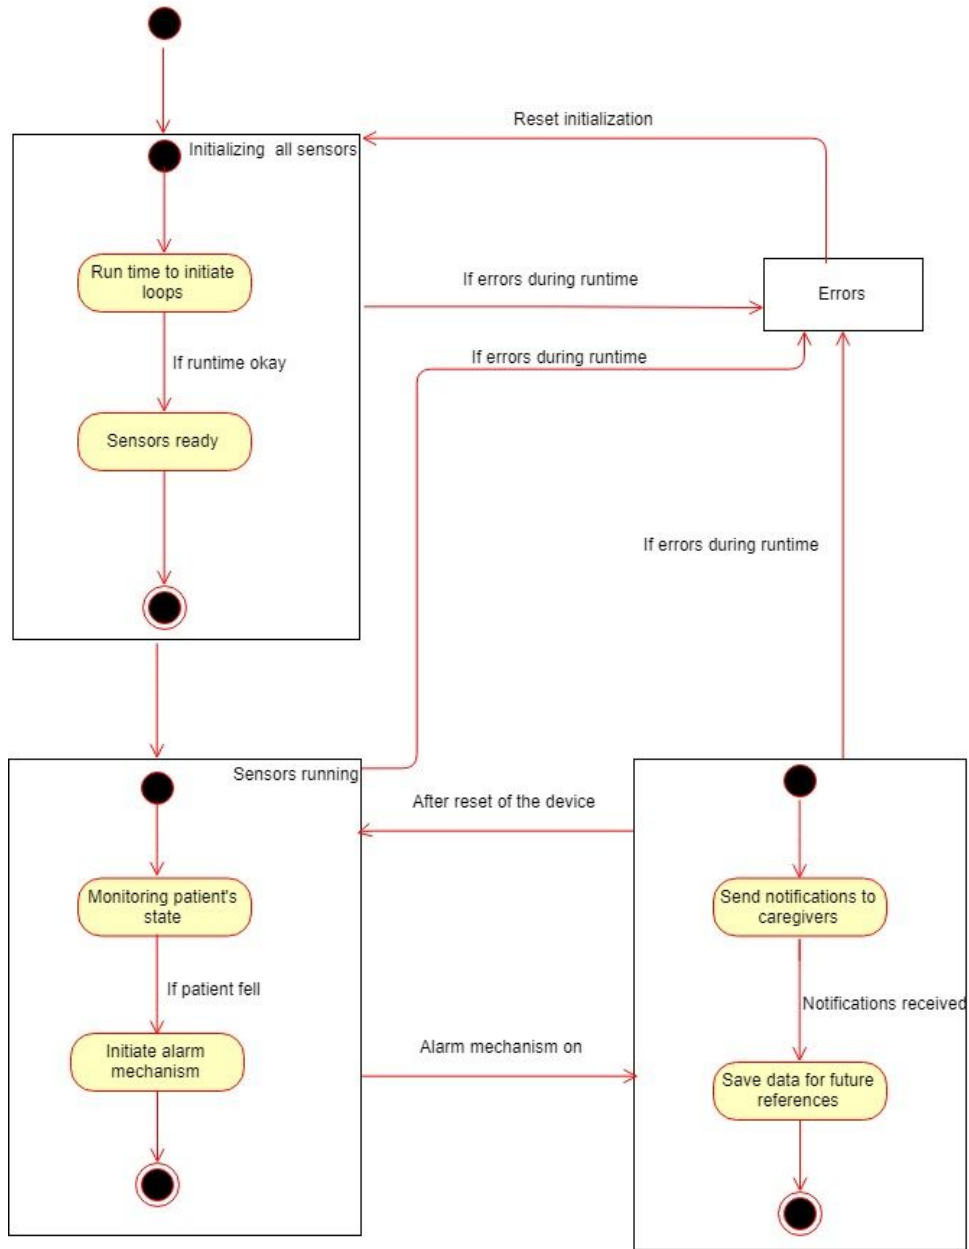 Reset initialization
Initializing  all sensors
Run time to initiate
loops
If errors during runtime
Errors
If runtime okay
If errors during runtime
Sensors ready
If errors during runtime
Sensors running
After reset of the device
Monitoring patient's
state
Send notifications to
caregivers
If patient fell
Notifications received
Initiate alarm
mechanism
Alarm mechanism on
Save data for future
references